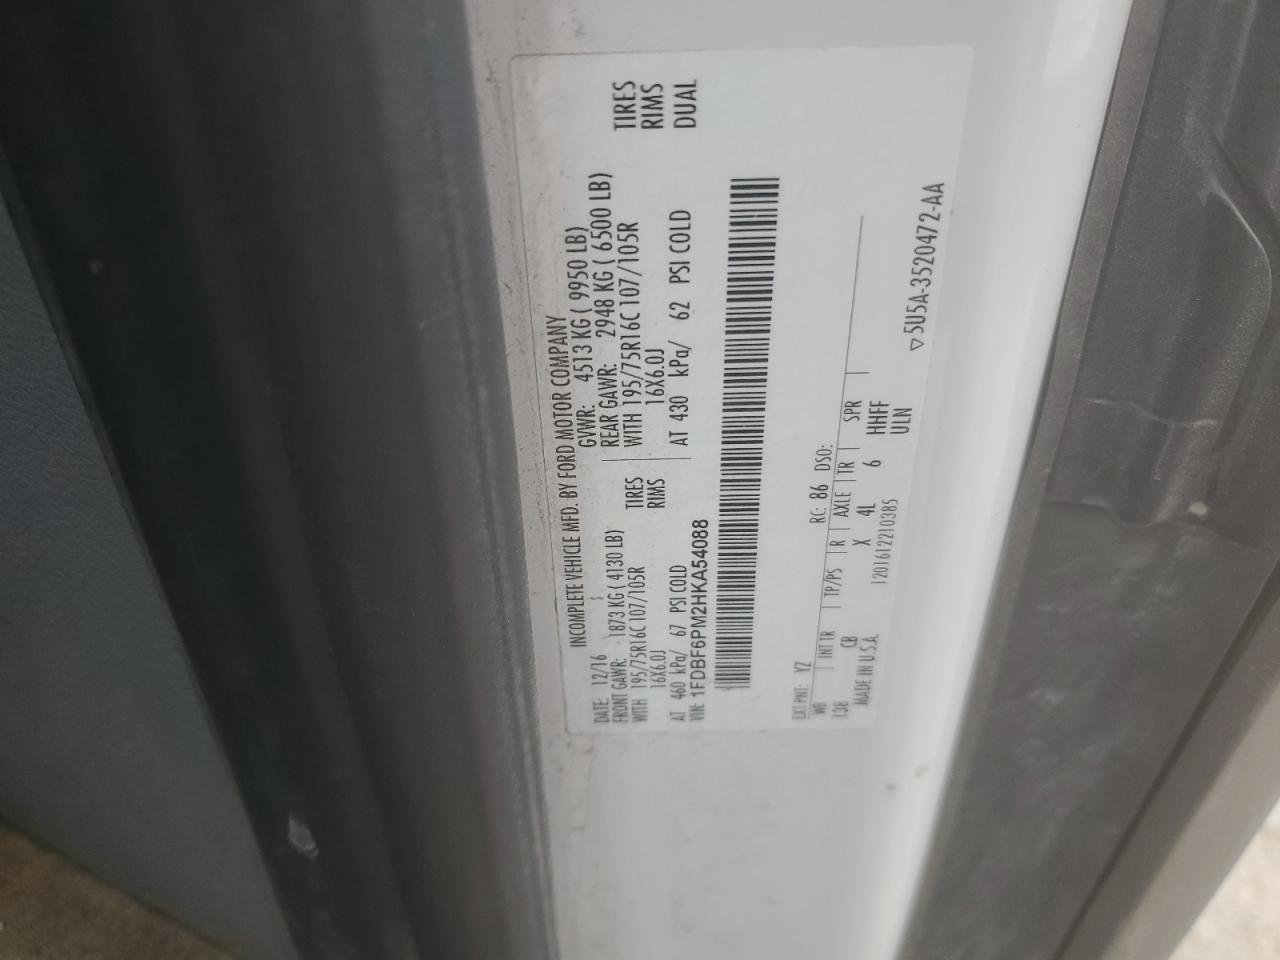 INCOMPLETE VEHICLE MFD. BY FORD MOTOR COMPANY
DATE: 12/16 GVWR: 4513 KG ( 9950 LB)
FRONT GAWR: 1873 KG ( 4130 LB) REAR GAWR: 2948 KG ( 6500 LB)
WITH 195/75R16C 107/105R TIRES WITH 195/75R16C 107/105R TIRES
16X6.0J RIMS 16X6.0J RIMS
AT 460 kPa/ 67 PSI COLD AT 430 kPa/ 62 PSI COLD DUAL
VIN: 1FDBF6PM2HKA54088
EXT PNT: YZ RC: 86 DSO:
WB INT TR TP/PS R AXLE TR SPR
138 CB X 4L 6 HHFF
MADE IN U.S.A. 1201612210385 ULN
▽5U5A-3520472-AA